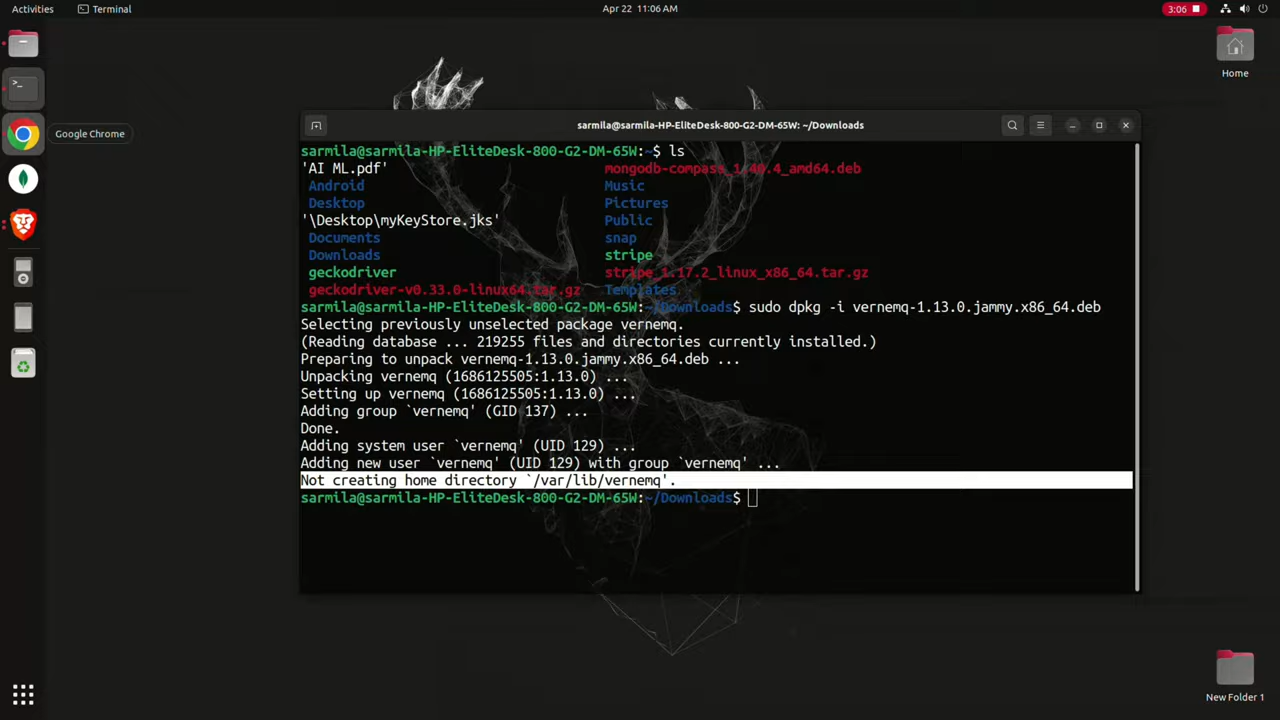 Activities
Terminal
Apr 22 11:06 AM
3:06
Home
Google Chrome
sarmila@sarmila-HP-EliteDesk-800-G2-DM-65W: ~/Downloads
sarmila@sarmila-HP-EliteDesk-800-G2-DM-65W:~$ ls
'AI ML.pdf' mongodb-compass_1.40.4_amd64.deb
Android Music
Desktop Pictures
'\Desktop\myKeyStore.jks' Public
Documents snap
Downloads stripe
geckodriver stripe_1.17.2_linux_x86_64.tar.gz
geckodriver-v0.33.0-linux64.tar.gz Templates
sarmila@sarmila-HP-EliteDesk-800-G2-DM-65W:~/Downloads$ sudo dpkg -i vernemq-1.13.0.jammy.x86_64.deb
Selecting previously unselected package vernemq.
(Reading database ... 219255 files and directories currently installed.)
Preparing to unpack vernemq-1.13.0.jammy.x86_64.deb ...
Unpacking vernemq (1686125505:1.13.0) ...
Setting up vernemq (1686125505:1.13.0) ...
Adding group `vernemq' (GID 137) ...
Done.
Adding system user `vernemq' (UID 129) ...
Adding new user `vernemq' (UID 129) with group `vernemq' ...
Not creating home directory `/var/lib/vernemq'.
sarmila@sarmila-HP-EliteDesk-800-G2-DM-65W:~/Downloads$
New Folder 1